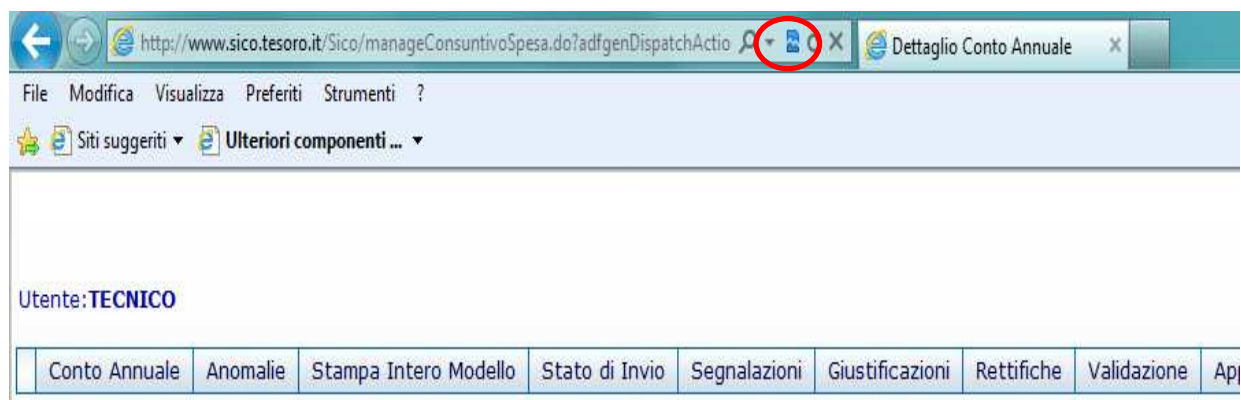 http://www.sico.tesoro.it/Sico/manageConsuntivoSpesa.do?adfgenDispatchActio Dettaglio Conto Annuale
File Modifica Visualizza Preferiti Strumenti ?
Siti suggeriti Ulteriori componenti ...
Utente:TECNICO
Conto Annuale Anomalie Stampa Intero Modello Stato di Invio Segnalazioni Giustificazioni Rettifiche Validazione App